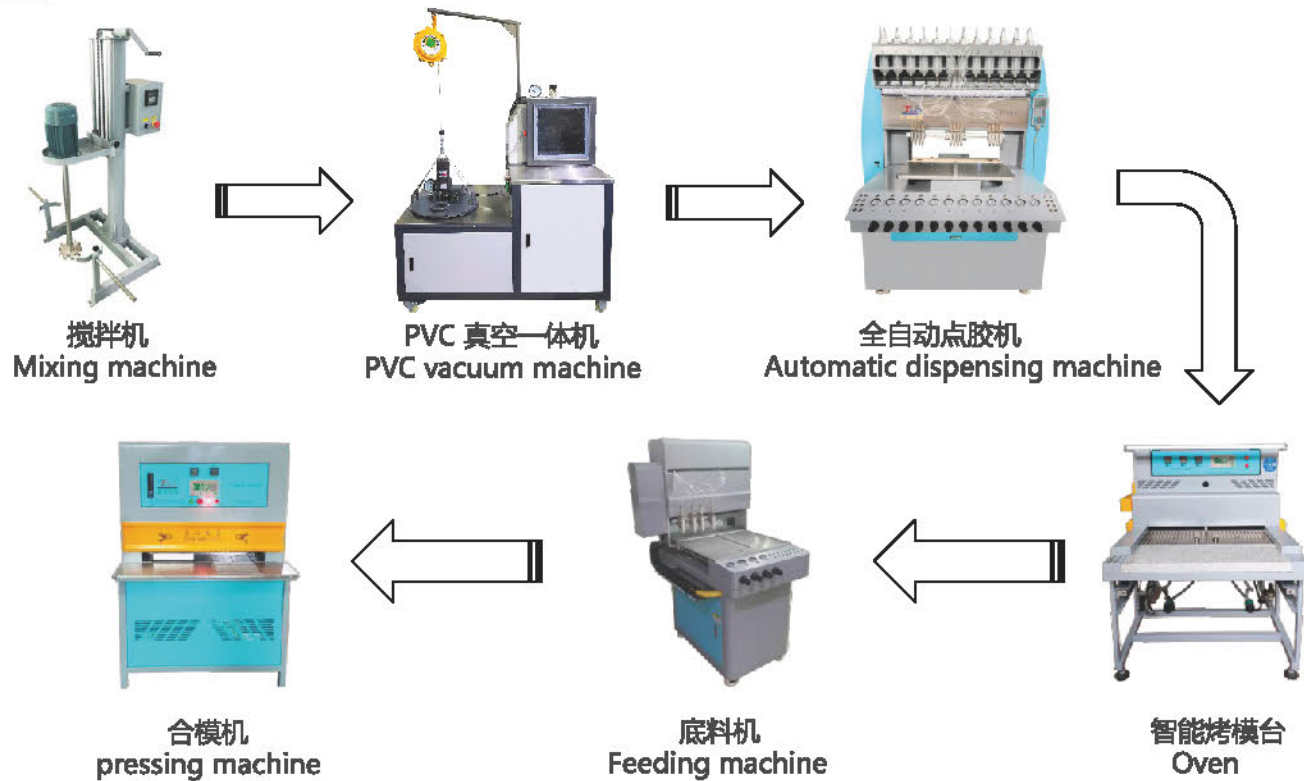 搅拌机
Mixing machine
PVC 真空一体机
PVC vacuum machine
全自动点胶机
Automatic dispensing machine
合模机
pressing machine
底料机
Feeding machine
智能烤模台
Oven